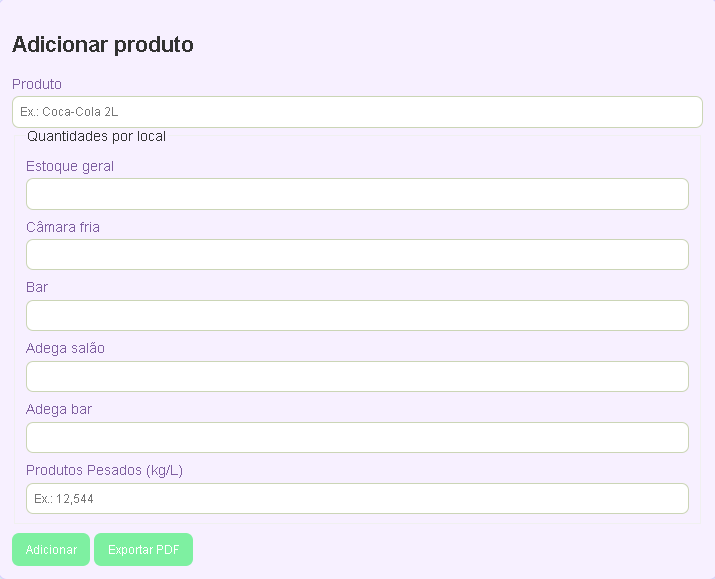 Adicionar produto
Produto
Ex.: Coca-Cola 2L
Quantidades por local
Estoque geral
Câmara fria
Bar
Adega salão
Adega bar
Produtos Pesados (kg/L)
Ex.: 12,544
Adicionar Exportar PDF